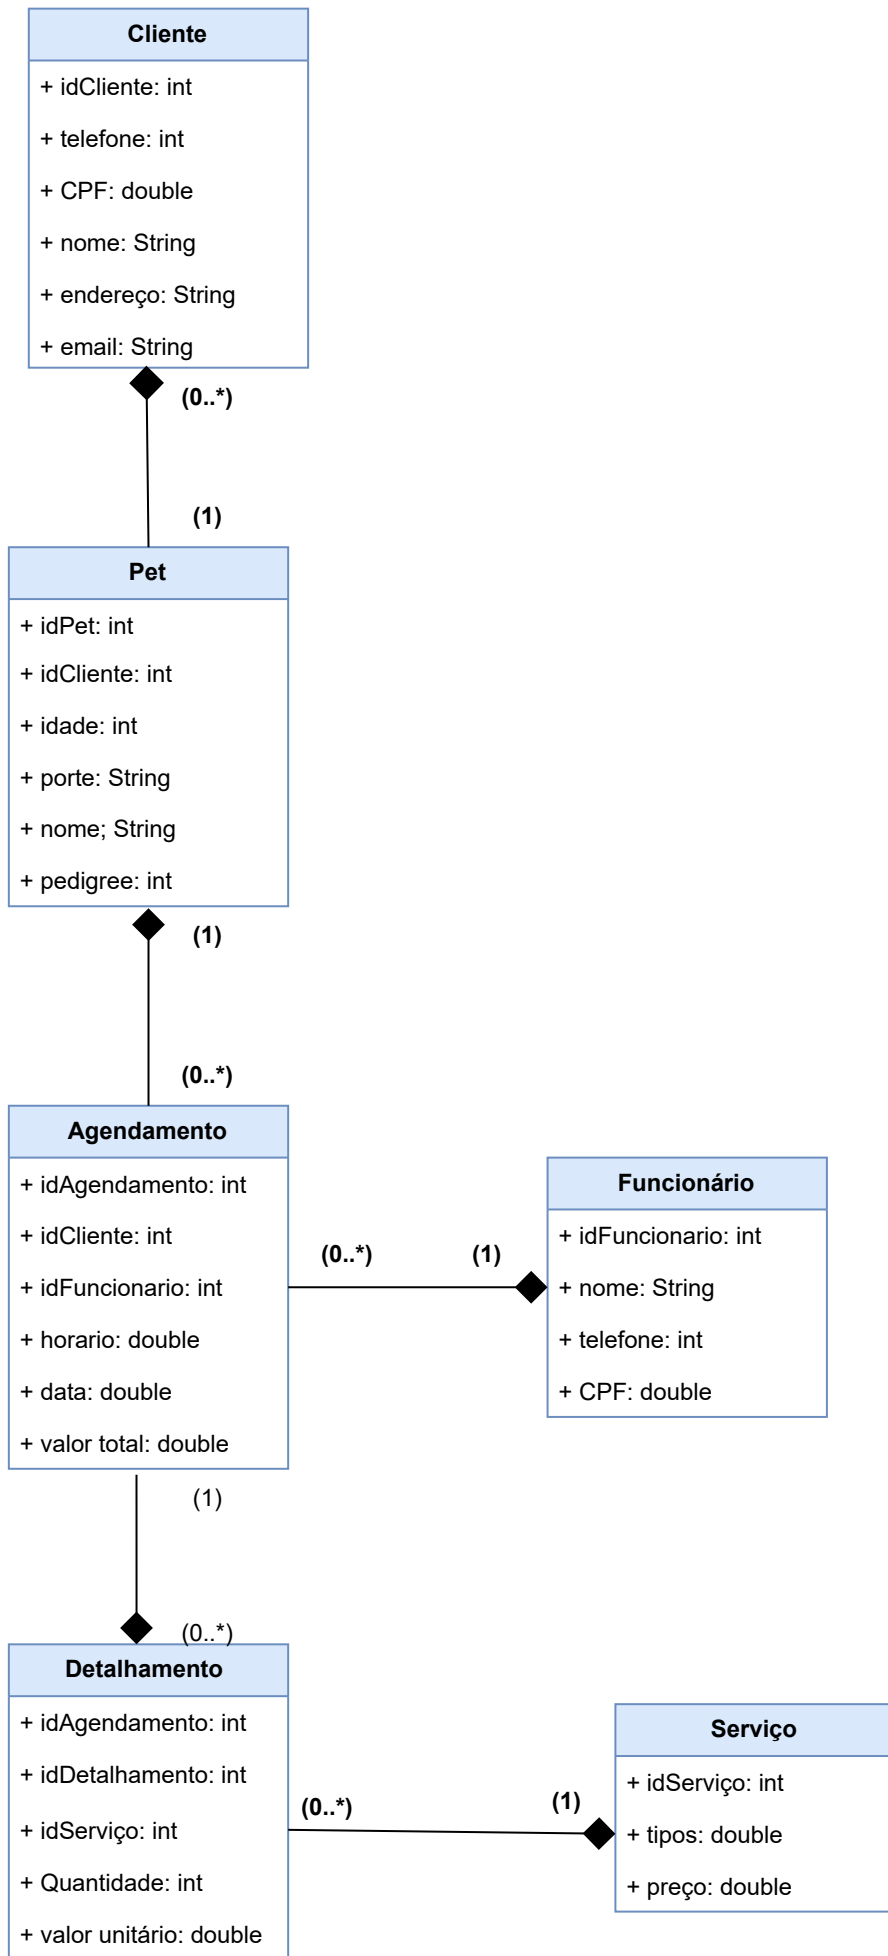 Cliente
+ idCliente: int
+ telefone: int
+ CPF: double
+ nome: String
+ endereço: String
+ email: String
(0..*)
(1)
Pet
+ idPet: int
+ idCliente: int
+ idade: int
+ porte: String
+ nome; String
+ pedigree: int
(1)
(0..*)
Agendamento
+ idAgendamento: int
+ idCliente: int
+ idFuncionario: int
+ horario: double
+ data: double
+ valor total: double
(0..*)
(1)
Funcionário
+ idFuncionario: int
+ nome: String
+ telefone: int
+ CPF: double
(1)
(0..*)
Detalhamento
+ idAgendamento: int
+ idDetalhamento: int
+ idServiço: int
+ Quantidade: int
+ valor unitário: double
(0..*)
(1)
Serviço
+ idServiço: int
+ tipos: double
+ preço: double